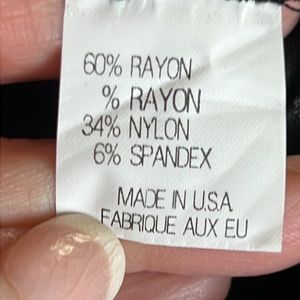 60% RAYON
% RAYON
34% NYLON
6% SPANDEX
MADE IN U.S.A
FABRIQUE AUX EU